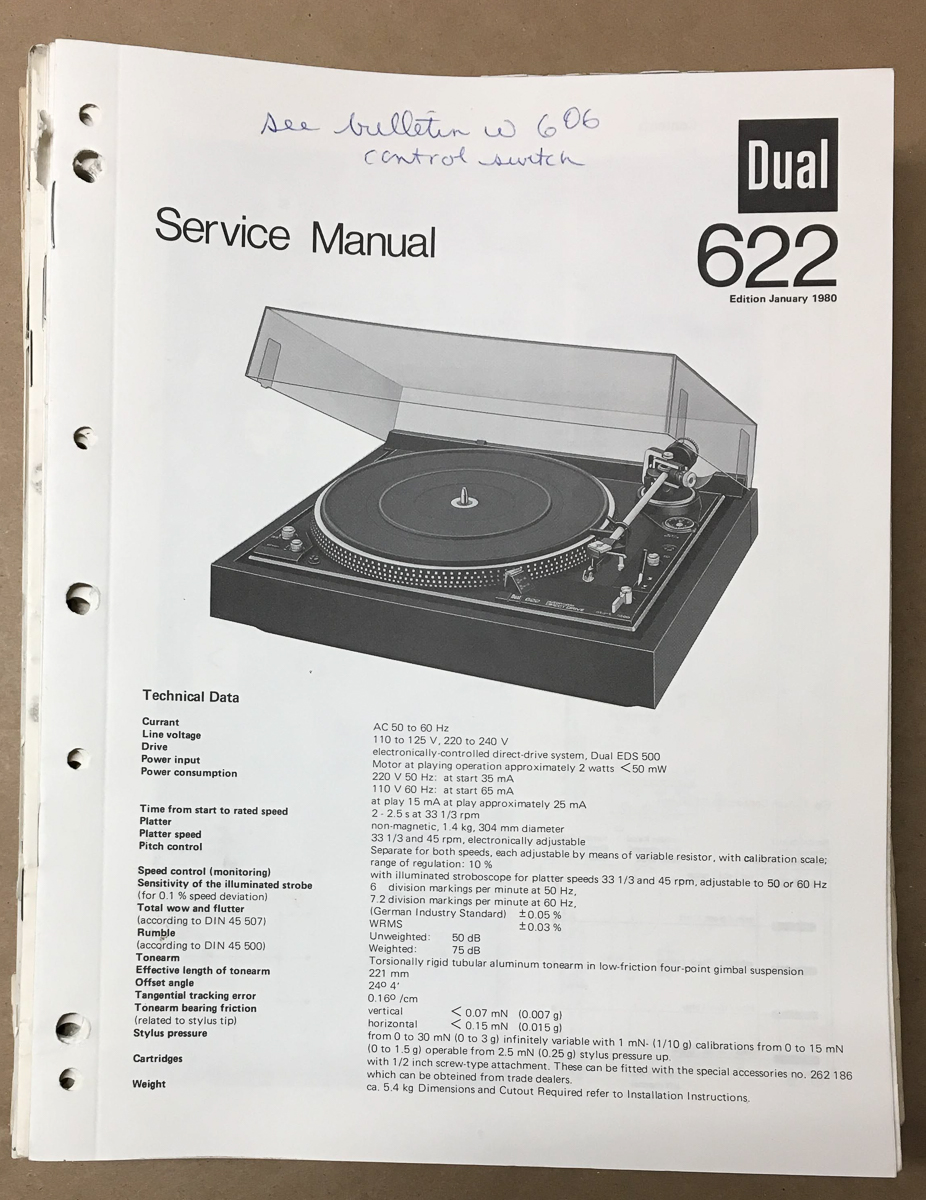 see bulletin w 606
control switch
Dual
Service Manual
622
Edition January 1980
Dual 622
Technical Data
Currant AC 50 to 60 Hz
Line voltage 110 to 125 V, 220 to 240 V
Drive electronically-controlled direct-drive system, Dual EDS 500
Power input Motor at playing operation approximately 2 watts <50 mW
Power consumption 220 V 50 Hz: at start 35 mA
110 V 60 Hz: at start 65 mA
at play 15 mA at play approximately 25 mA
Time from start to rated speed 2 - 2.5 s at 33 1/3 rpm
Platter non-magnetic, 1.4 kg, 304 mm diameter
Platter speed 33 1/3 and 45 rpm, electronically adjustable
Pitch control Separate for both speeds, each adjustable by means of variable resistor, with calibration scale;
range of regulation: 10 %
Speed control (monitoring) with illuminated stroboscope for platter speeds 33 1/3 and 45 rpm, adjustable to 50 or 60 Hz
Sensitivity of the illuminated strobe 6 division markings per minute at 50 Hz,
(for 0.1 % speed deviation) 7.2 division markings per minute at 60 Hz,
Total wow and flutter (German Industry Standard) ±0.05 %
(according to DIN 45 507) WRMS ±0.03 %
Rumble Unweighted: 50 dB
(according to DIN 45 500) Weighted: 75 dB
Tonearm Torsionally rigid tubular aluminum tonearm in low-friction four-point gimbal suspension
Effective length of tonearm 221 mm
Offset angle 24º 4'
Tangential tracking error 0.16º /cm
Tonearm bearing friction vertical < 0.07 mN (0.007 g)
(related to stylus tip) horizontal < 0.15 mN (0.015 g)
Stylus pressure from 0 to 30 mN (0 to 3 g) infinitely variable with 1 mN- (1/10 g) calibrations from 0 to 15 mN
(0 to 1.5 g) operable from 2.5 mN (0.25 g) stylus pressure up.
Cartridges with 1/2 inch screw-type attachment. These can be fitted with the special accessories no. 262 186
which can be obteined from trade dealers.
Weight ca. 5.4 kg Dimensions and Cutout Required refer to Installation Instructions.